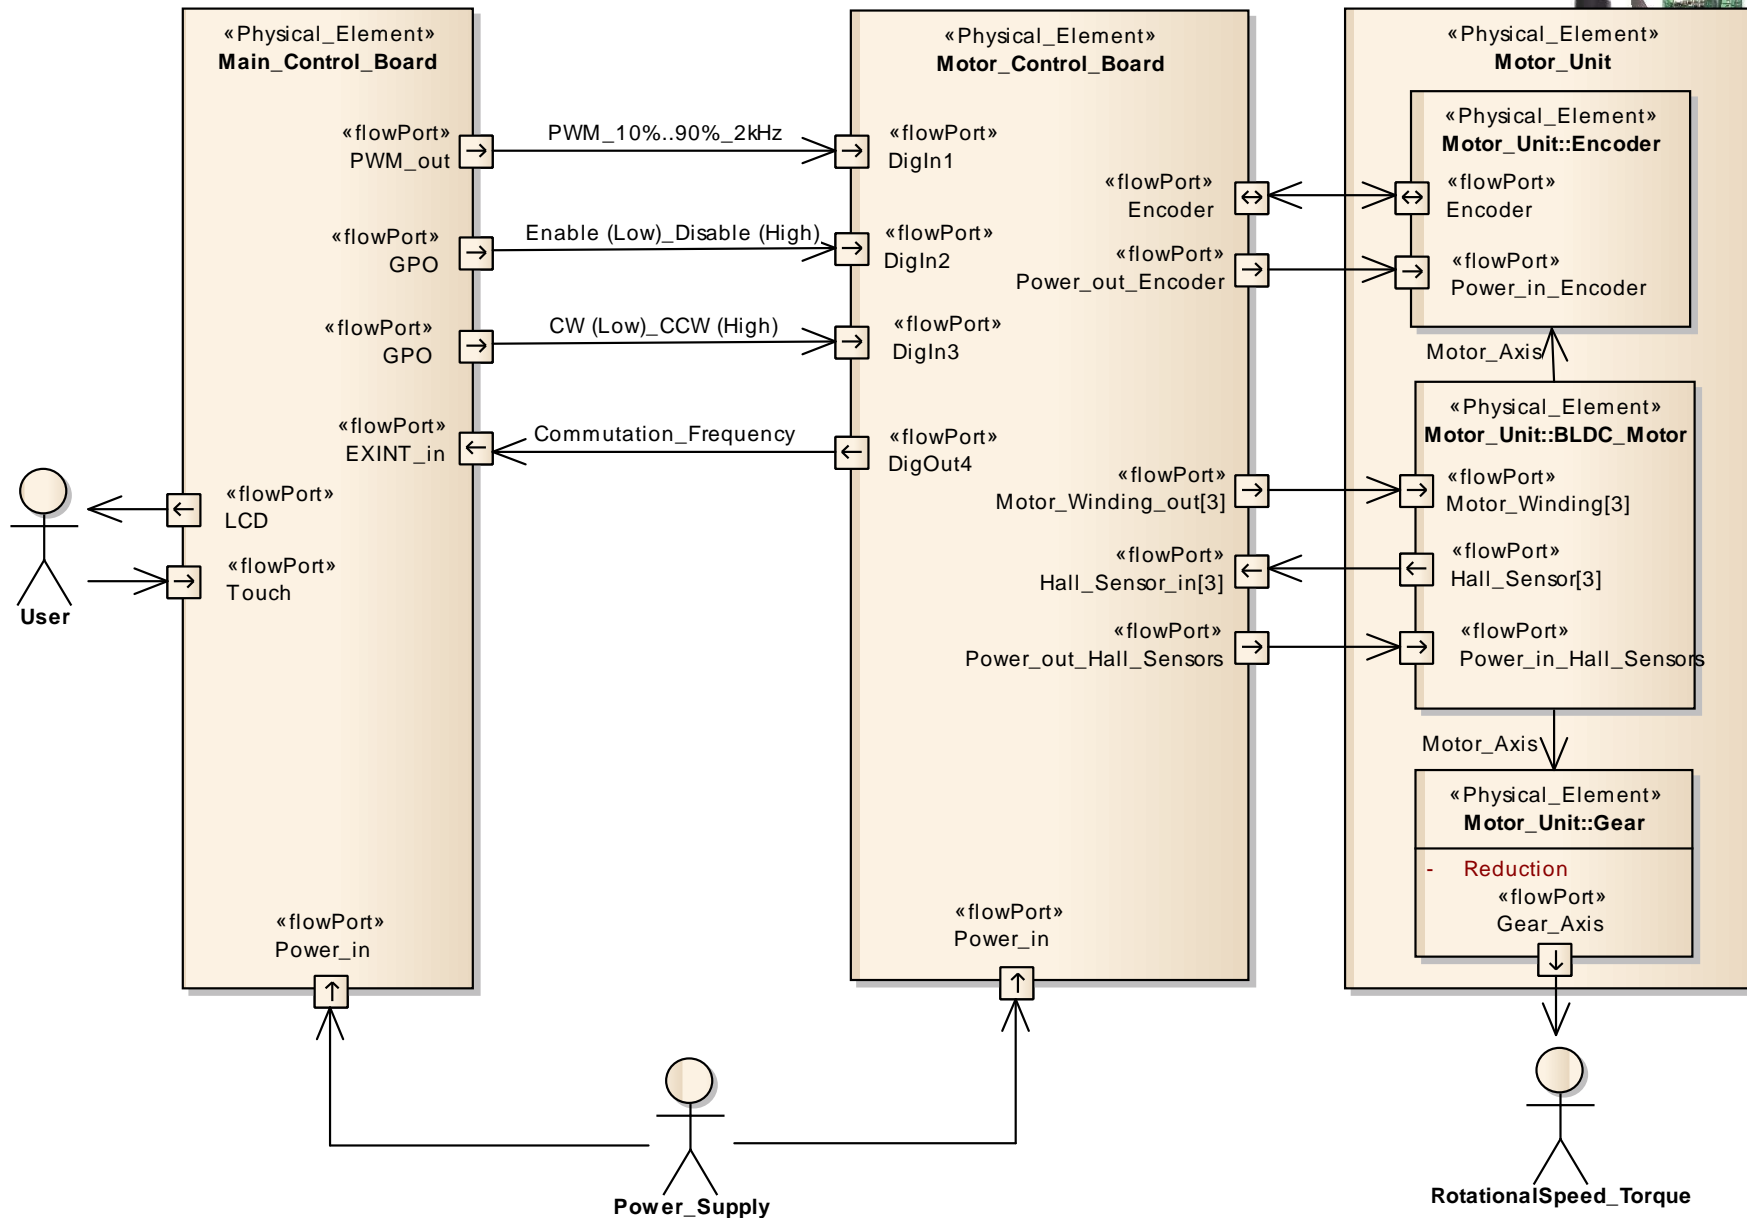 «Physical_Element»
Main_Control_Board
«flowPort»
PWM_out
«flowPort»
GPO
«flowPort»
GPO
«flowPort»
EXINT_in
«flowPort»
LCD
«flowPort»
Touch
«flowPort»
Power_in
User
PWM_10%..90%_2kHz
Enable (Low)_Disable (High)
CW (Low)_CCW (High)
Commutation_Frequency
«Physical_Element»
Motor_Control_Board
«flowPort»
DigIn1
«flowPort»
DigIn2
«flowPort»
DigIn3
«flowPort»
DigOut4
«flowPort»
Encoder
«flowPort»
Power_out_Encoder
«flowPort»
Motor_Winding_out[3]
«flowPort»
Hall_Sensor_in[3]
«flowPort»
Power_out_Hall_Sensors
«flowPort»
Power_in
Power_Supply
«Physical_Element»
Motor_Unit
«Physical_Element»
Motor_Unit::Encoder
«flowPort»
Encoder
«flowPort»
Power_in_Encoder
Motor_Axis
«Physical_Element»
Motor_Unit::BLDC_Motor
«flowPort»
Motor_Winding[3]
«flowPort»
Hall_Sensor[3]
«flowPort»
Power_in_Hall_Sensors
Motor_Axis
«Physical_Element»
Motor_Unit::Gear
- Reduction
«flowPort»
Gear_Axis
RotationalSpeed_Torque